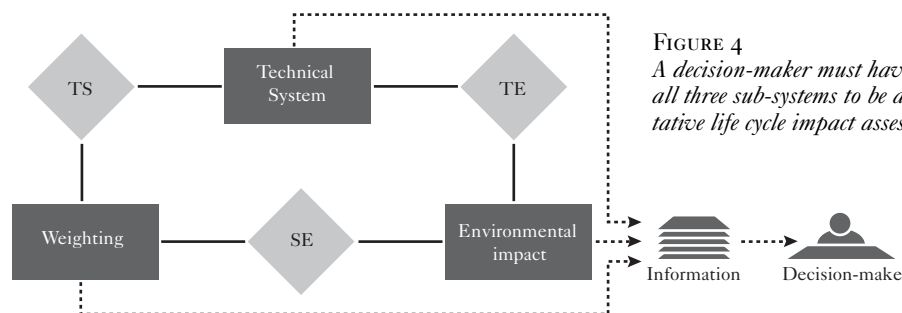 FIGURE 4
A decision-maker must hav
all three sub-systems to be a
tative life cycle impact asses
Technical
System
TS
TE
Weighting
SE
Environmental
impact
Information
Decision-make